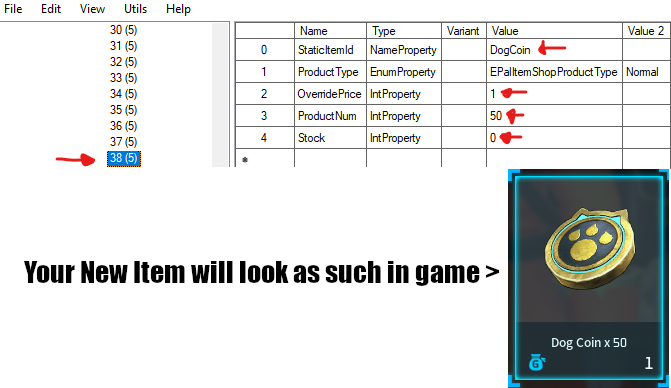 File Edit View Utils Help
30 (5)
31 (5)
32 (5)
33 (5)
34 (5)
35 (5)
36 (5)
37 (5)
38 (5)
Name Type Variant Value Value 2
0 StaticItemId NameProperty DogCoin
1 ProductType EnumProperty EPalItemShopProductType Normal
2 OverridePrice IntProperty 1
3 ProductNum IntProperty 50
4 Stock IntProperty 0
*
Your New Item will look as such in game >
Dog Coin x 50
G 1